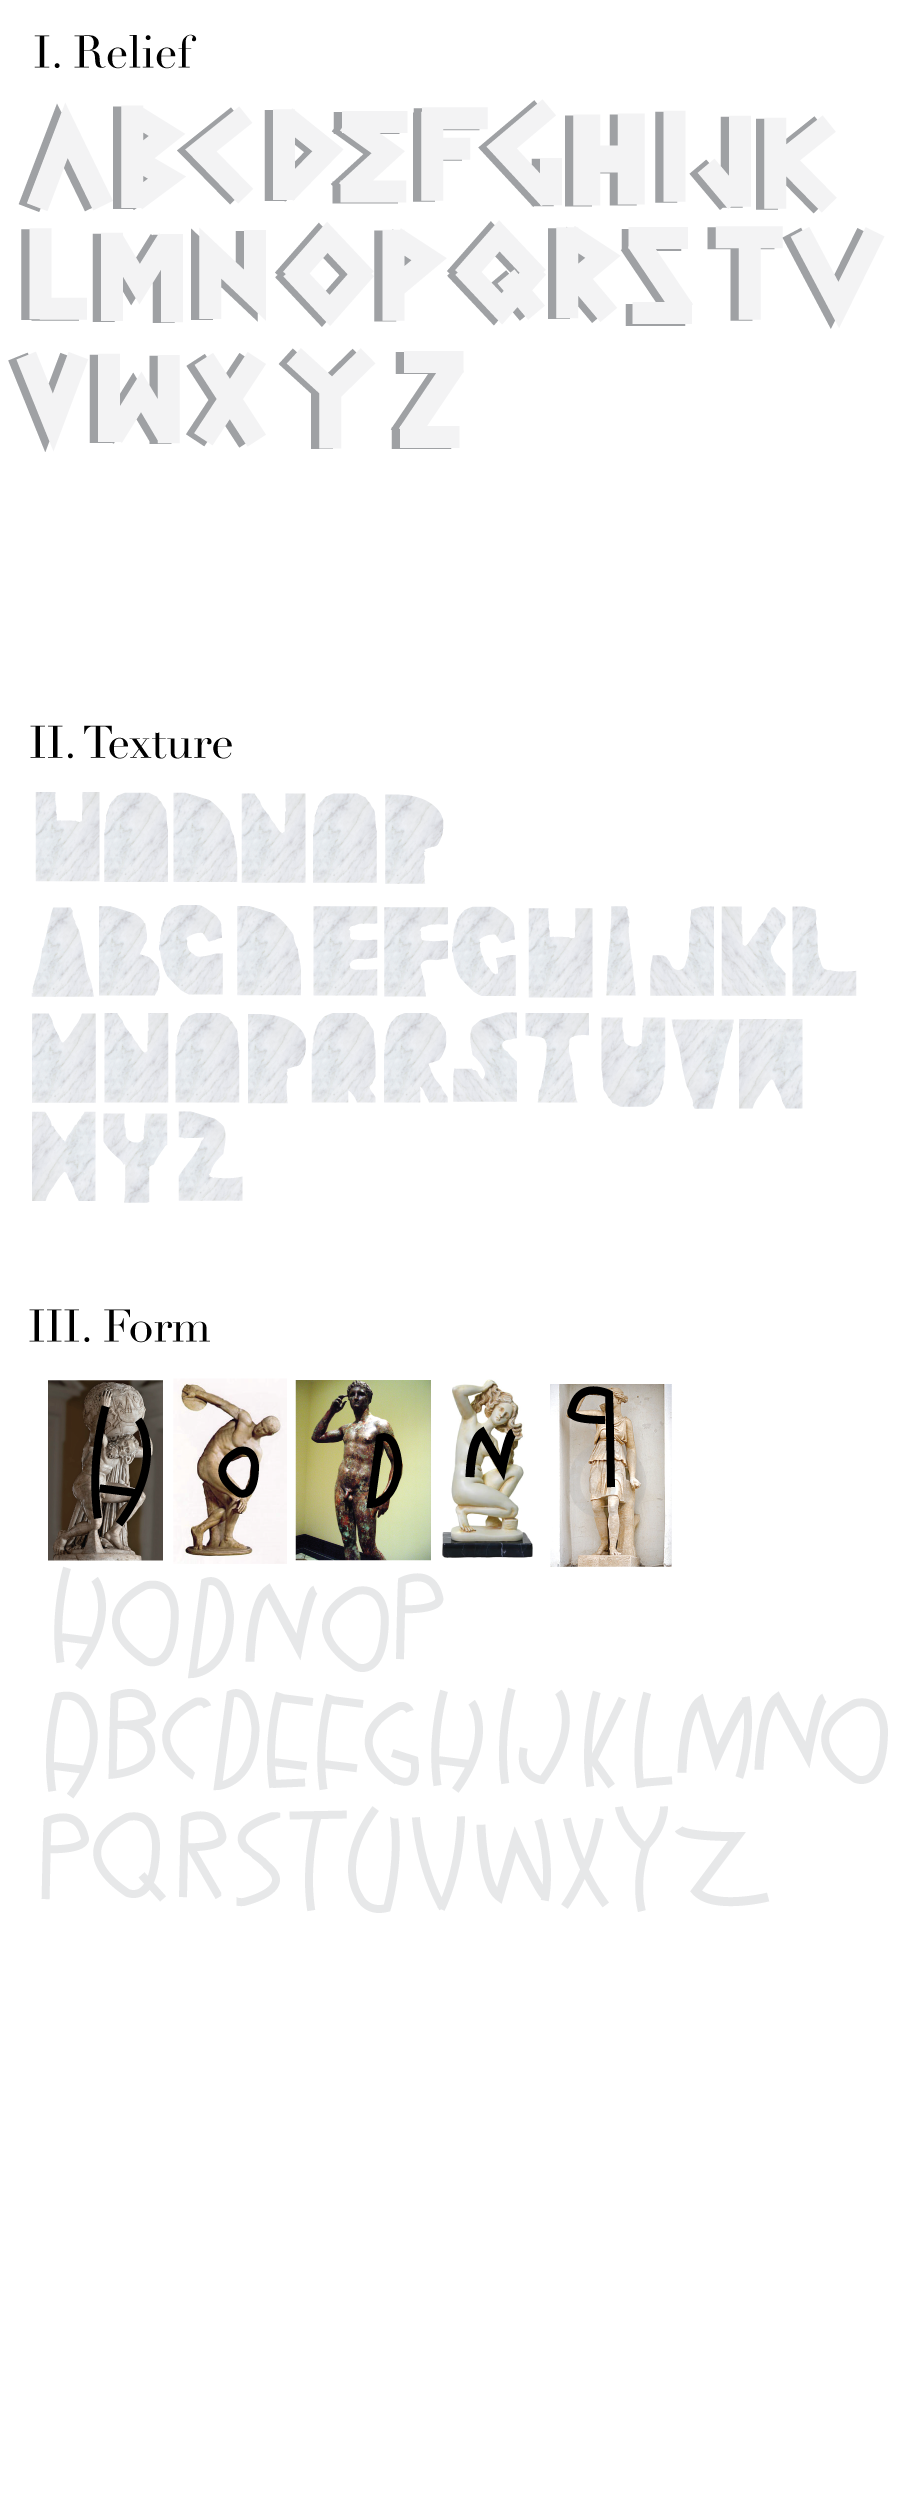 I. Relief
ABCDEFGHIJK
LMNOPQRSTV
VWXYZ
II. Texture
HODNOP
ABCDEFGHIJKL
MNOPQRSTUVW
XYZ
III. Form
H O D N P
HODNOP
ABCDEFGHIJKLMNO
PQRSTUVWXYZ